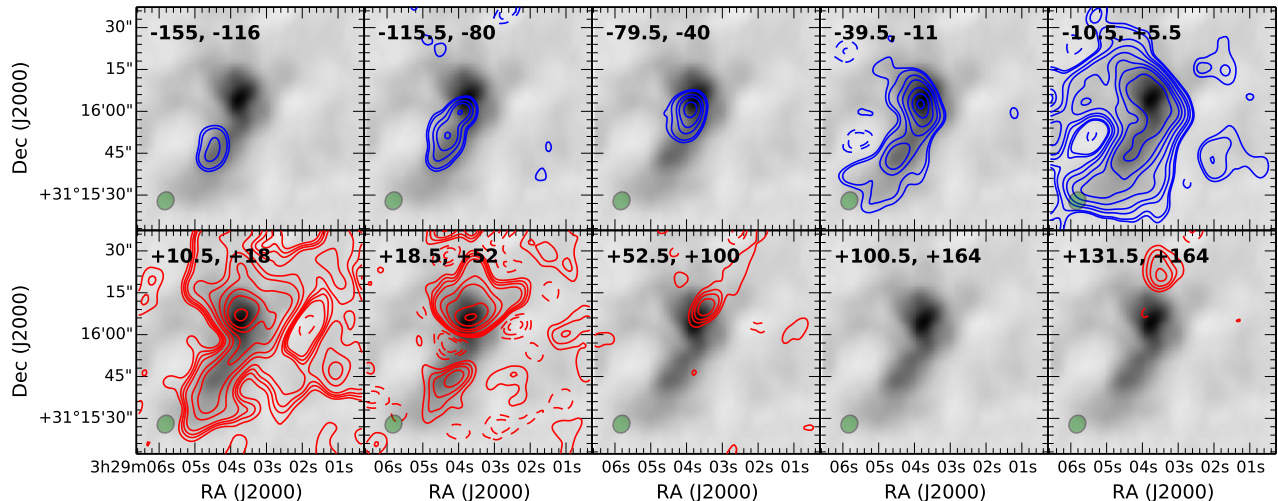 Dec (J2000)
30"
15"
16'00"
45"
+31°15'30"
-155, -116
-115.5, -80
-79.5, -40
-39.5, -11
-10.5, +5.5
Dec (J2000)
30"
15"
16'00"
45"
+31°15'30"
+10.5, +18
+18.5, +52
+52.5, +100
+100.5, +164
+131.5, +164
3h29m06s 05s 04s 03s 02s 01s
06s 05s 04s 03s 02s 01s
06s 05s 04s 03s 02s 01s
06s 05s 04s 03s 02s 01s
06s 05s 04s 03s 02s 01s
RA (J2000)
RA (J2000)
RA (J2000)
RA (J2000)
RA (J2000)